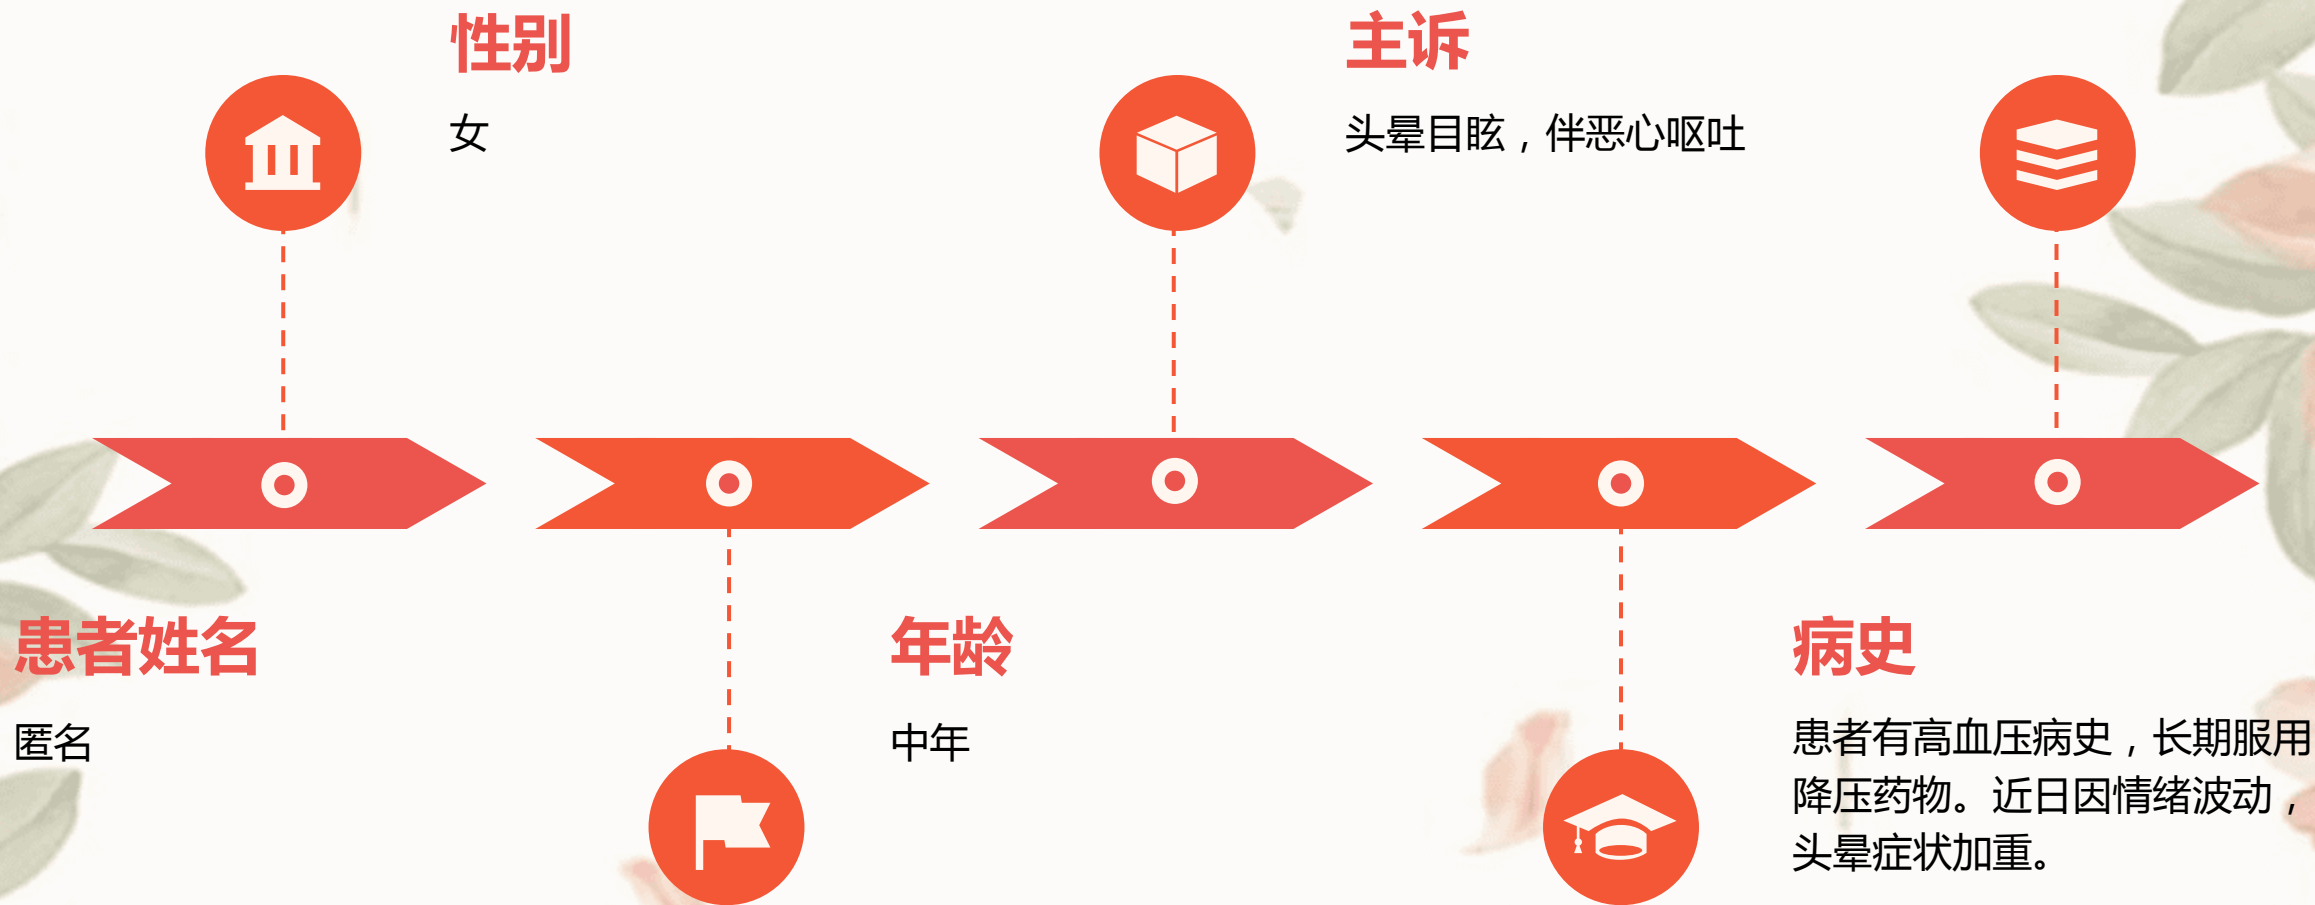 性别
女
主诉
头晕目眩，伴恶心呕吐
患者姓名
匿名
年龄
中年
病史
患者有高血压病史，长期服用
降压药物。近日因情绪波动，
头晕症状加重。